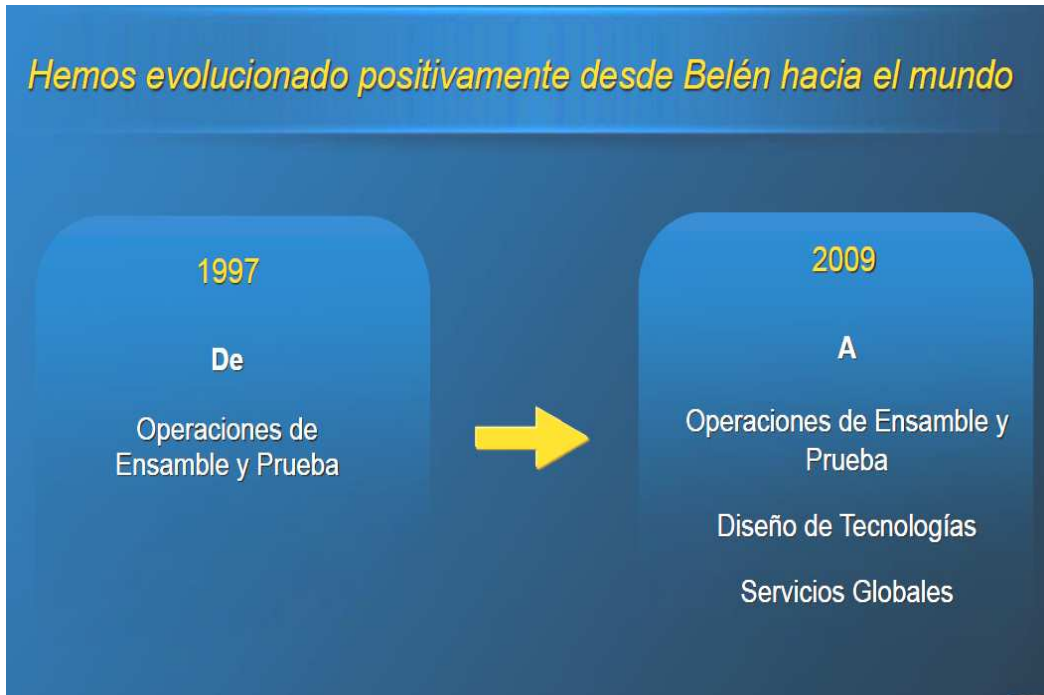 Hemos evolucionado positivamente desde Belén hacia el mundo
1997
De
Operaciones de
Ensamble y Prueba
2009
A
Operaciones de Ensamble y
Prueba
Diseño de Tecnologías
Servicios Globales